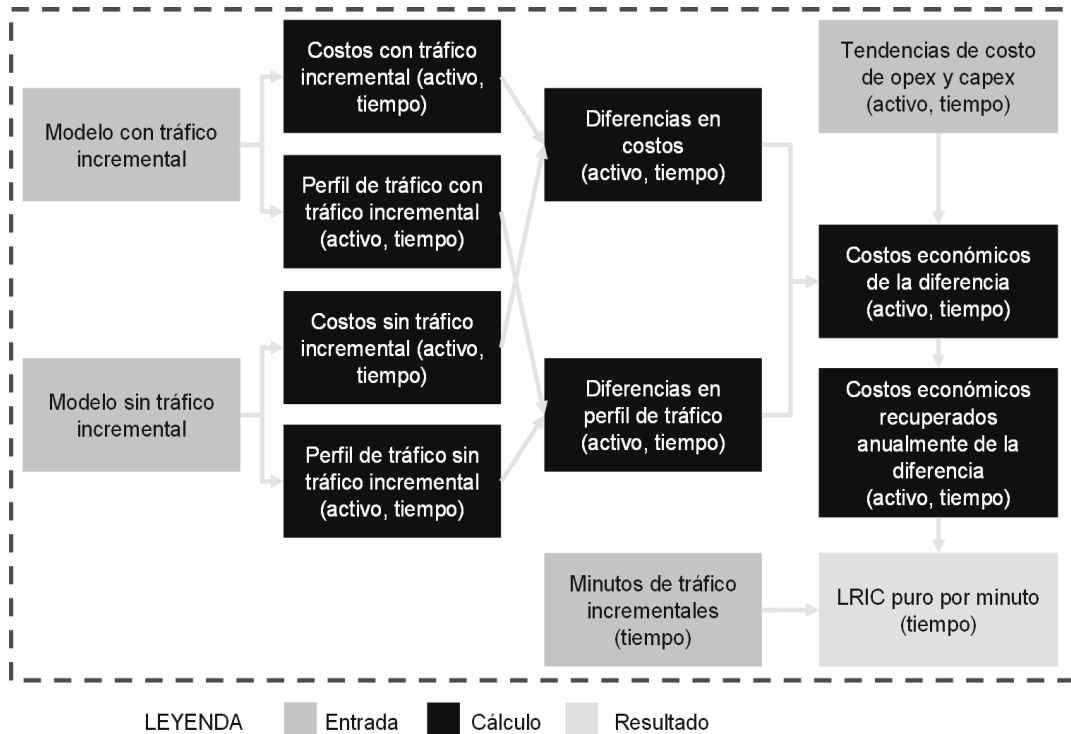 Modelo con tráfico
incremental
Modelo sin tráfico
incremental
Costos con tráfico
incremental (activo,
tiempo)
Perfil de tráfico con
tráfico incremental
(activo, tiempo)
Costos sin tráfico
incremental (activo,
tiempo)
Perfil de tráfico sin
tráfico incremental
(activo, tiempo)
Diferencias en
costos
(activo, tiempo)
Diferencias en
perfil de tráfico
(activo, tiempo)
Minutos de tráfico
incrementales
(tiempo)
Tendencias de costo
de opex y capex
(activo, tiempo)
Costos económicos
de la diferencia
(activo, tiempo)
Costos económicos
recuperados
anualmente de la
diferencia
(activo, tiempo)
LRIC puro por minuto
(tiempo)
LEYENDA Entrada Cálculo Resultado